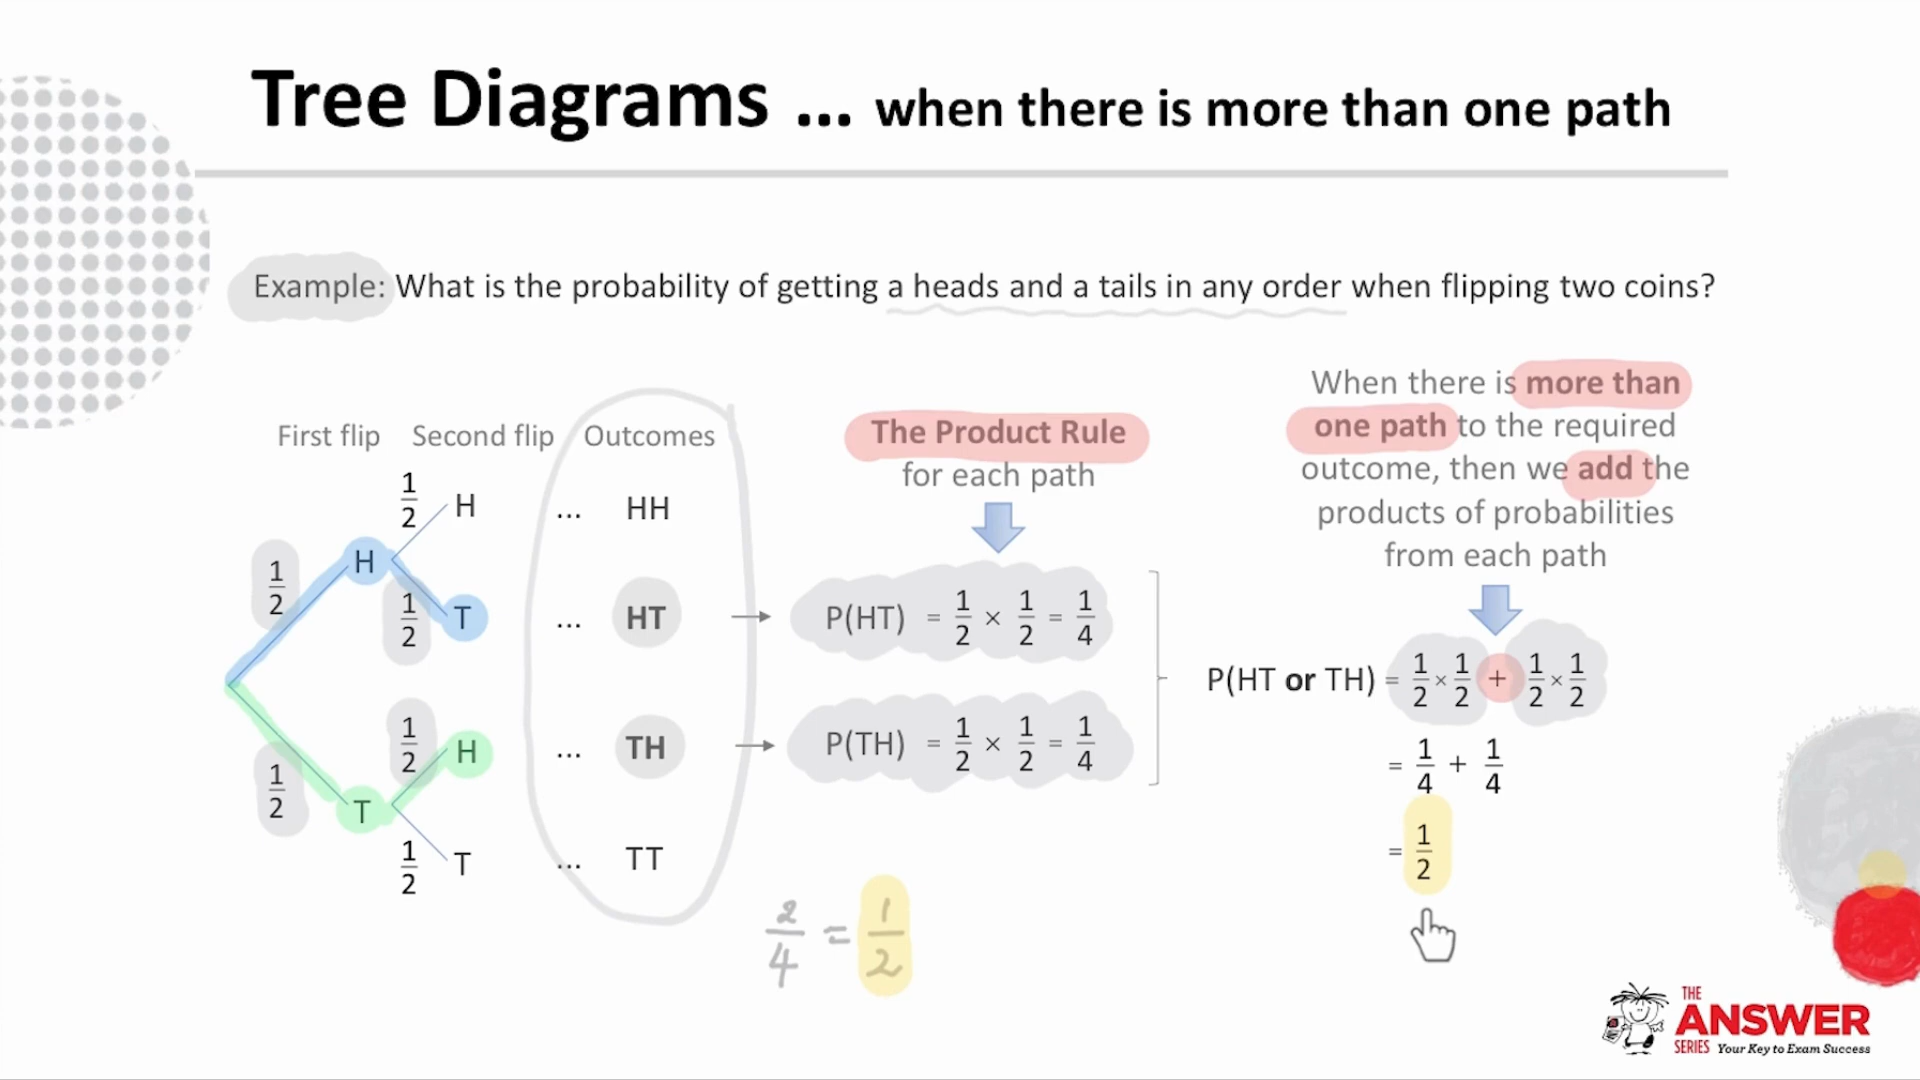 Tree Diagrams ... when there is more than one path
Example: What is the probability of getting a heads and a tails in any order when flipping two coins?
First flip Second flip Outcomes
1/2 H ... HH
1/2 H
1/2 T ... HT
1/2 H ... TH
1/2 T
1/2 T ... TT
2/4 = 1/2
The Product Rule
for each path
P(HT) = 1/2 × 1/2 = 1/4
P(TH) = 1/2 × 1/2 = 1/4
When there is more than
one path to the required
outcome, then we add the
products of probabilities
from each path
P(HT or TH) = 1/2 × 1/2 + 1/2 × 1/2
= 1/4 + 1/4
= 1/2
THE
ANSWER
SERIES Your Key to Exam Success